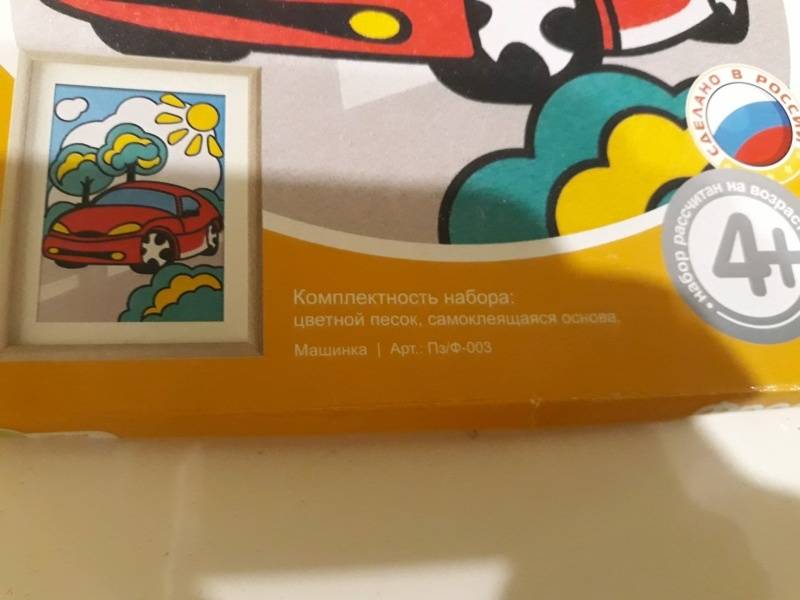 СДЕЛАНО В РОССИИ
набор рассчитан на возраст
4+
Комплектность набора:
цветной песок, самоклеящаяся основа.
Машинка | Арт.: Пз/Ф-003